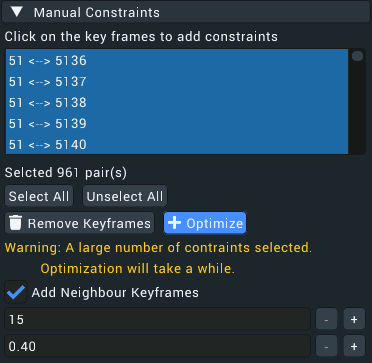 Manual Constraints
Click on the key frames to add constraints
51 <--> 5136
51 <--> 5137
51 <--> 5138
51 <--> 5139
51 <--> 5140
Selcted 961 pair(s)
Select All Unselect All
Remove Keyframes + Optimize
Warning: A large number of contraints selected.
Optimization will take a while.
Add Neighbour Keyframes
15 - +
0.40 - +